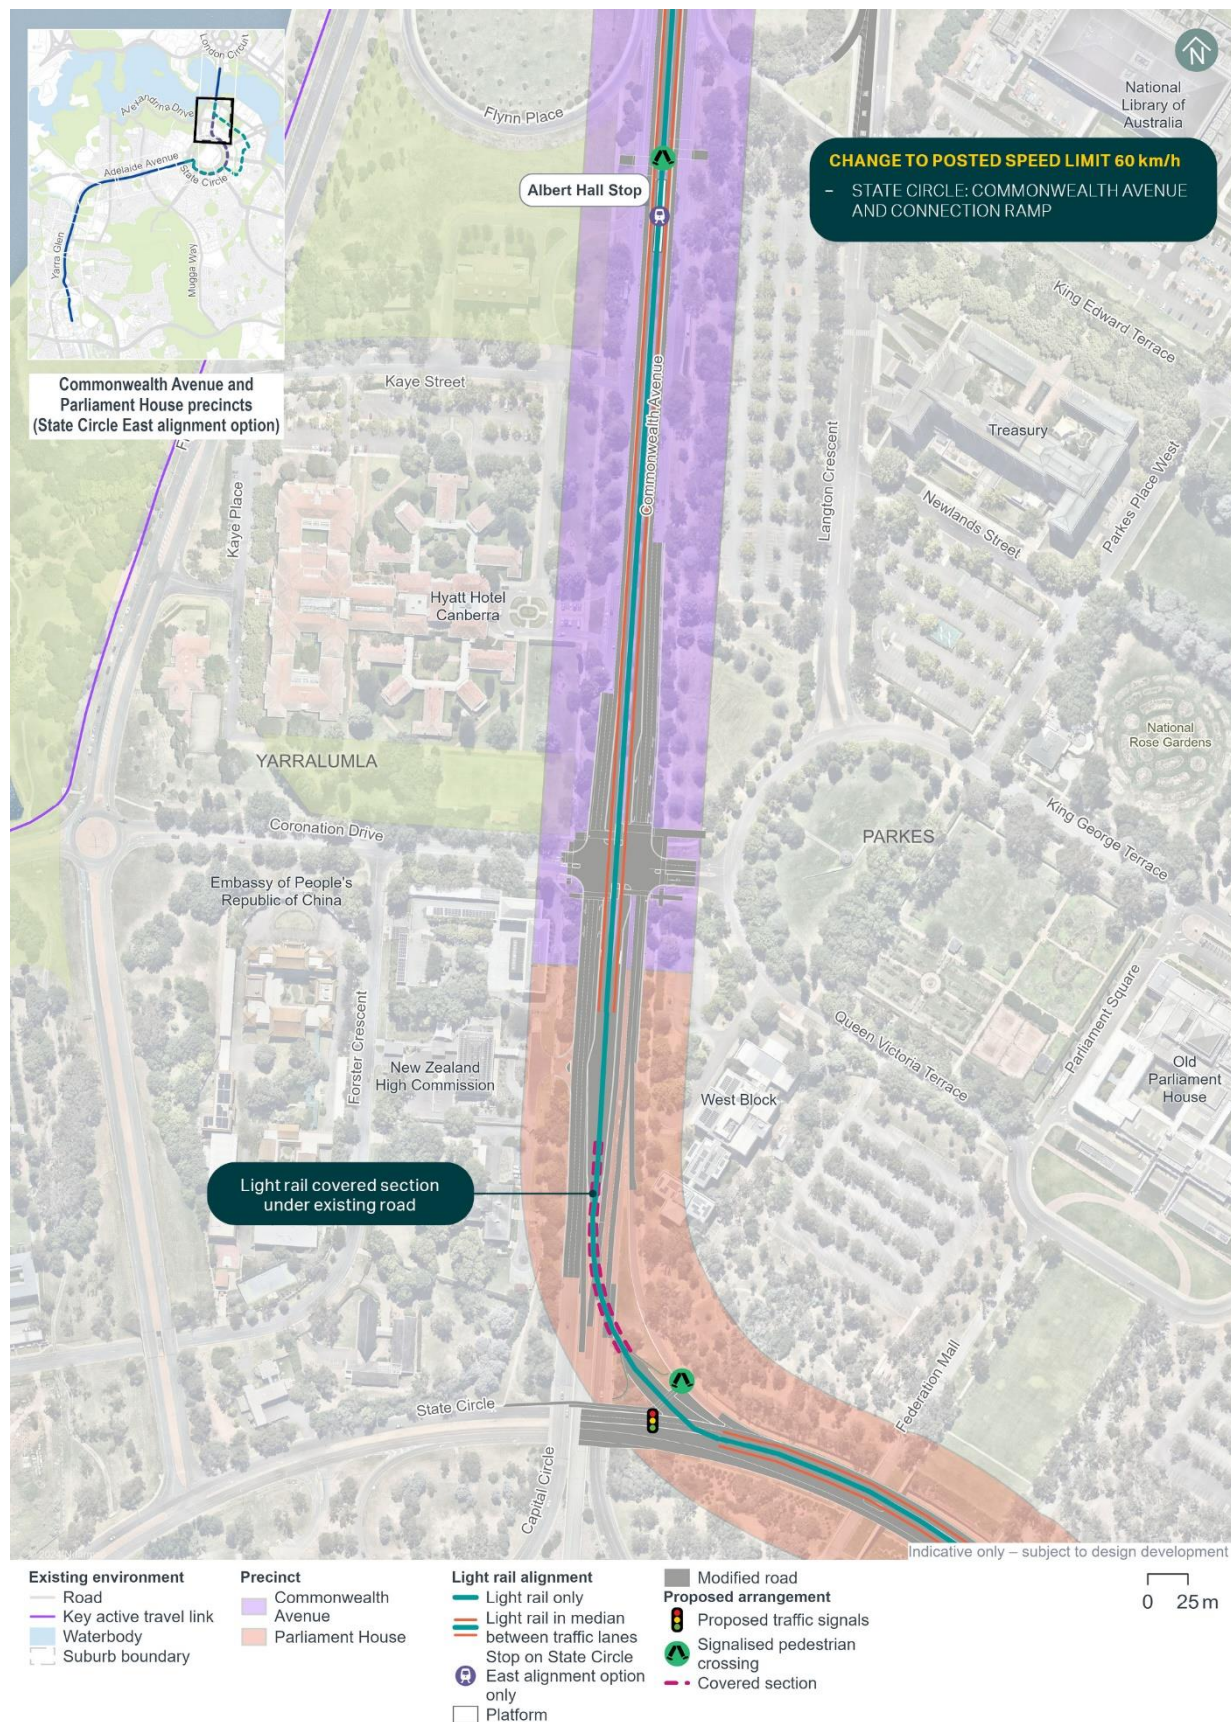 London Circuit
Alexandrina Drive
Adelaide Avenue
State Circle
Yarra Glen
Mugga Way
Commonwealth Avenue and
Parliament House precincts
(State Circle East alignment option)
N
National
Library of
Australia
Flynn Place
CHANGE TO POSTED SPEED LIMIT 60 km/h
- STATE CIRCLE: COMMONWEALTH AVENUE
AND CONNECTION RAMP
Albert Hall Stop
King Edward Terrace
Kaye Street
Commonwealth Avenue
Treasury
Langton Crescent
Parkes Place West
Newlands Street
Kaye Place
Hyatt Hotel
Canberra
National
Rose Gardens
YARRALUMLA
Coronation Drive
PARKES
King George Terrace
Embassy of People's
Republic of China
Forster Crescent
New Zealand
High Commission
West Block
Queen Victoria Terrace
Parliament Square
Old
Parliament
House
Light rail covered section
under existing road
Federation Mall
State Circle
Capital Circle
Indicative only – subject to design development
Existing environment
Road
Key active travel link
Waterbody
Suburb boundary
Precinct
Commonwealth
Avenue
Parliament House
Light rail alignment
Light rail only
Light rail in median
between traffic lanes
Stop on State Circle
East alignment option
only
Platform
Modified road
Proposed arrangement
Proposed traffic signals
Signalised pedestrian
crossing
Covered section
0 25 m